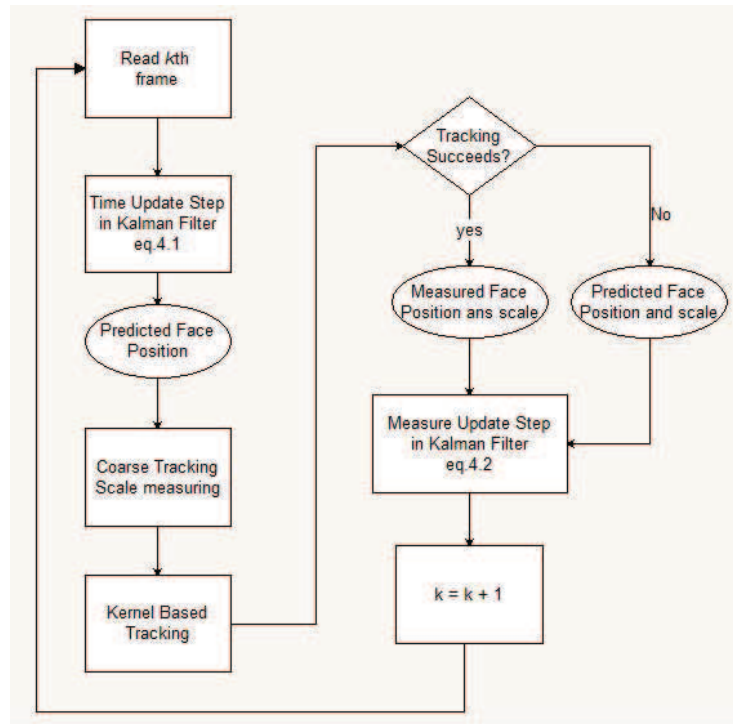 Read kth
frame
Time Update Step
in Kalman Filter
eq.4.1
Predicted Face
Position
Coarse Tracking
Scale measuring
Kernel Based
Tracking
Tracking
Succeeds?
yes
No
Measured Face
Position ans scale
Predicted Face
Position and scale
Measure Update Step
in Kalman Filter
eq.4.2
k = k + 1